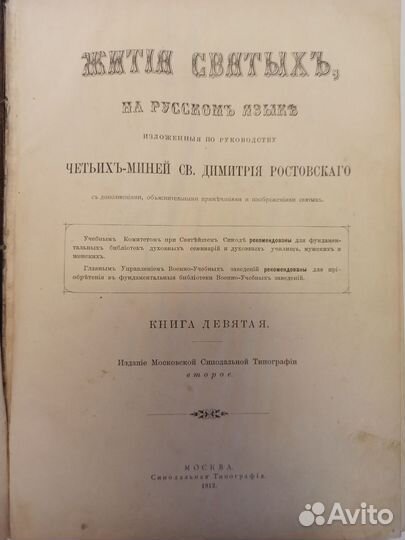 ЖИТІЯ СВЯТЫХЪ,
НА РУССКОМЪ ЯЗЫКѢ
ИЗЛОЖЕННЫЯ ПО РУКОВОДСТВУ
ЧЕТЬИХЪ-МИНЕЙ СВ. ДИМИТРІЯ РОСТОВСКАГО
съ дополненіями, объяснительными примѣчаніями и изображеніями святыхъ.
Учебнымъ Комитетомъ при Святѣйшемъ Синодѣ рекомендованы для фундамен-
тальныхъ библіотекъ духовныхъ семинарій и духовныхъ училищъ, мужскихъ и
женскихъ.
Главнымъ Управленіемъ Военно-Учебныхъ заведеній рекомендованы для прі-
обрѣтенія въ фундаментальныя библіотеки Военно-Учебныхъ заведеній.
КНИГА ДЕВЯТАЯ.
Изданіе Московской Синодальной Типографіи
второе.
МОСКВА.
Синодальная Типографія.
1912.
Avito